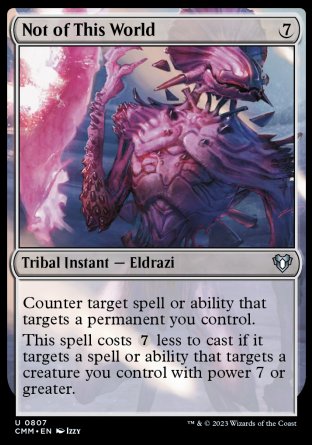 Not of This World 7
Tribal Instant — Eldrazi
Counter target spell or ability that
targets a permanent you control.
This spell costs 7 less to cast if it
targets a spell or ability that targets a
creature you control with power 7 or
greater.
U 0807
CMM • EN Izzy ™ & © 2023 Wizards of the Coast